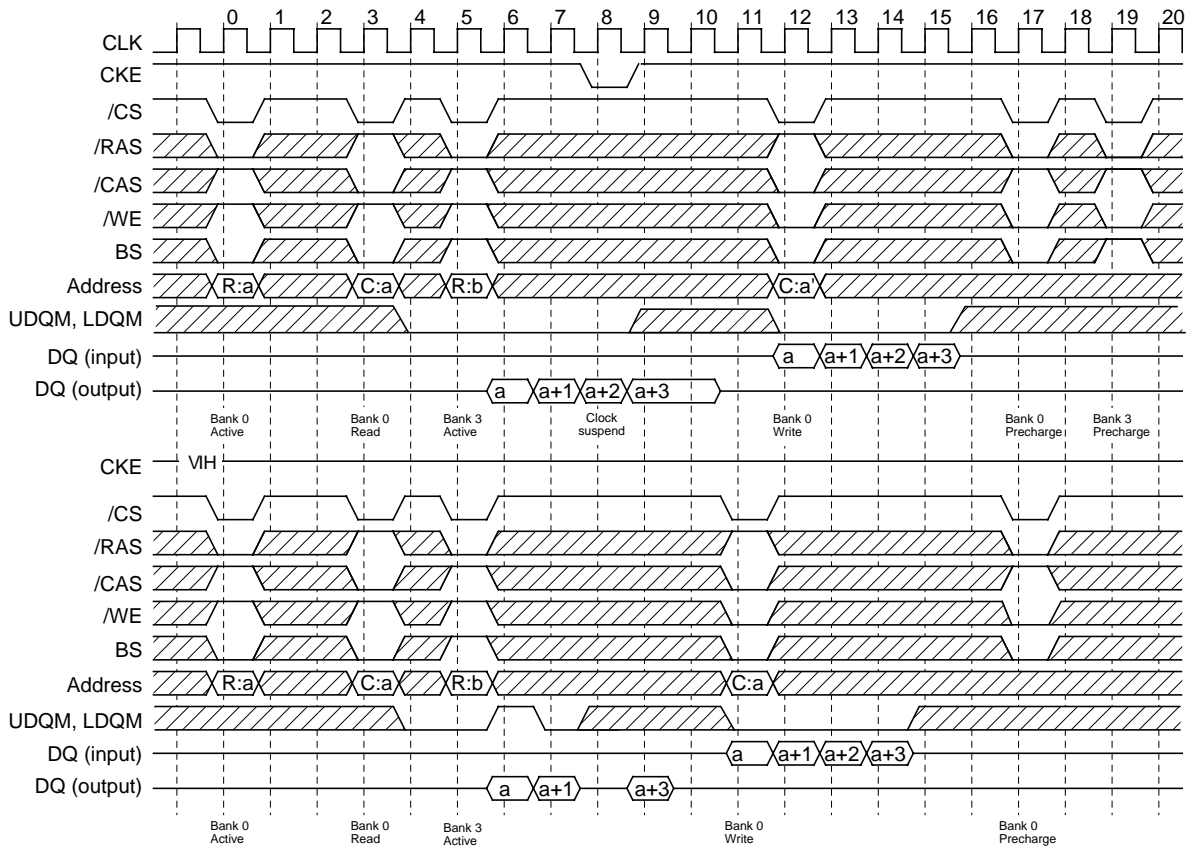 0 1 2 3 4 5 6 7 8 9 10 11 12 13 14 15 16 17 18 19 20
CLK
CKE
/CS
/RAS
/CAS
/WE
BS
Address R:a C:a R:b C:a'
UDQM, LDQM
DQ (input) a a+1 a+2 a+3
DQ (output) a a+1 a+2 a+3
Bank 0 Bank 0 Bank 3 Clock Bank 0 Bank 0 Bank 3
Active Read Active suspend Write Precharge Precharge
CKE VIH
/CS
/RAS
/CAS
/WE
BS
Address R:a C:a R:b C:a
UDQM, LDQM
DQ (input) a a+1 a+2 a+3
DQ (output) a a+1 a+3
Bank 0 Bank 0 Bank 3 Bank 0 Bank 0
Active Read Active Write Precharge